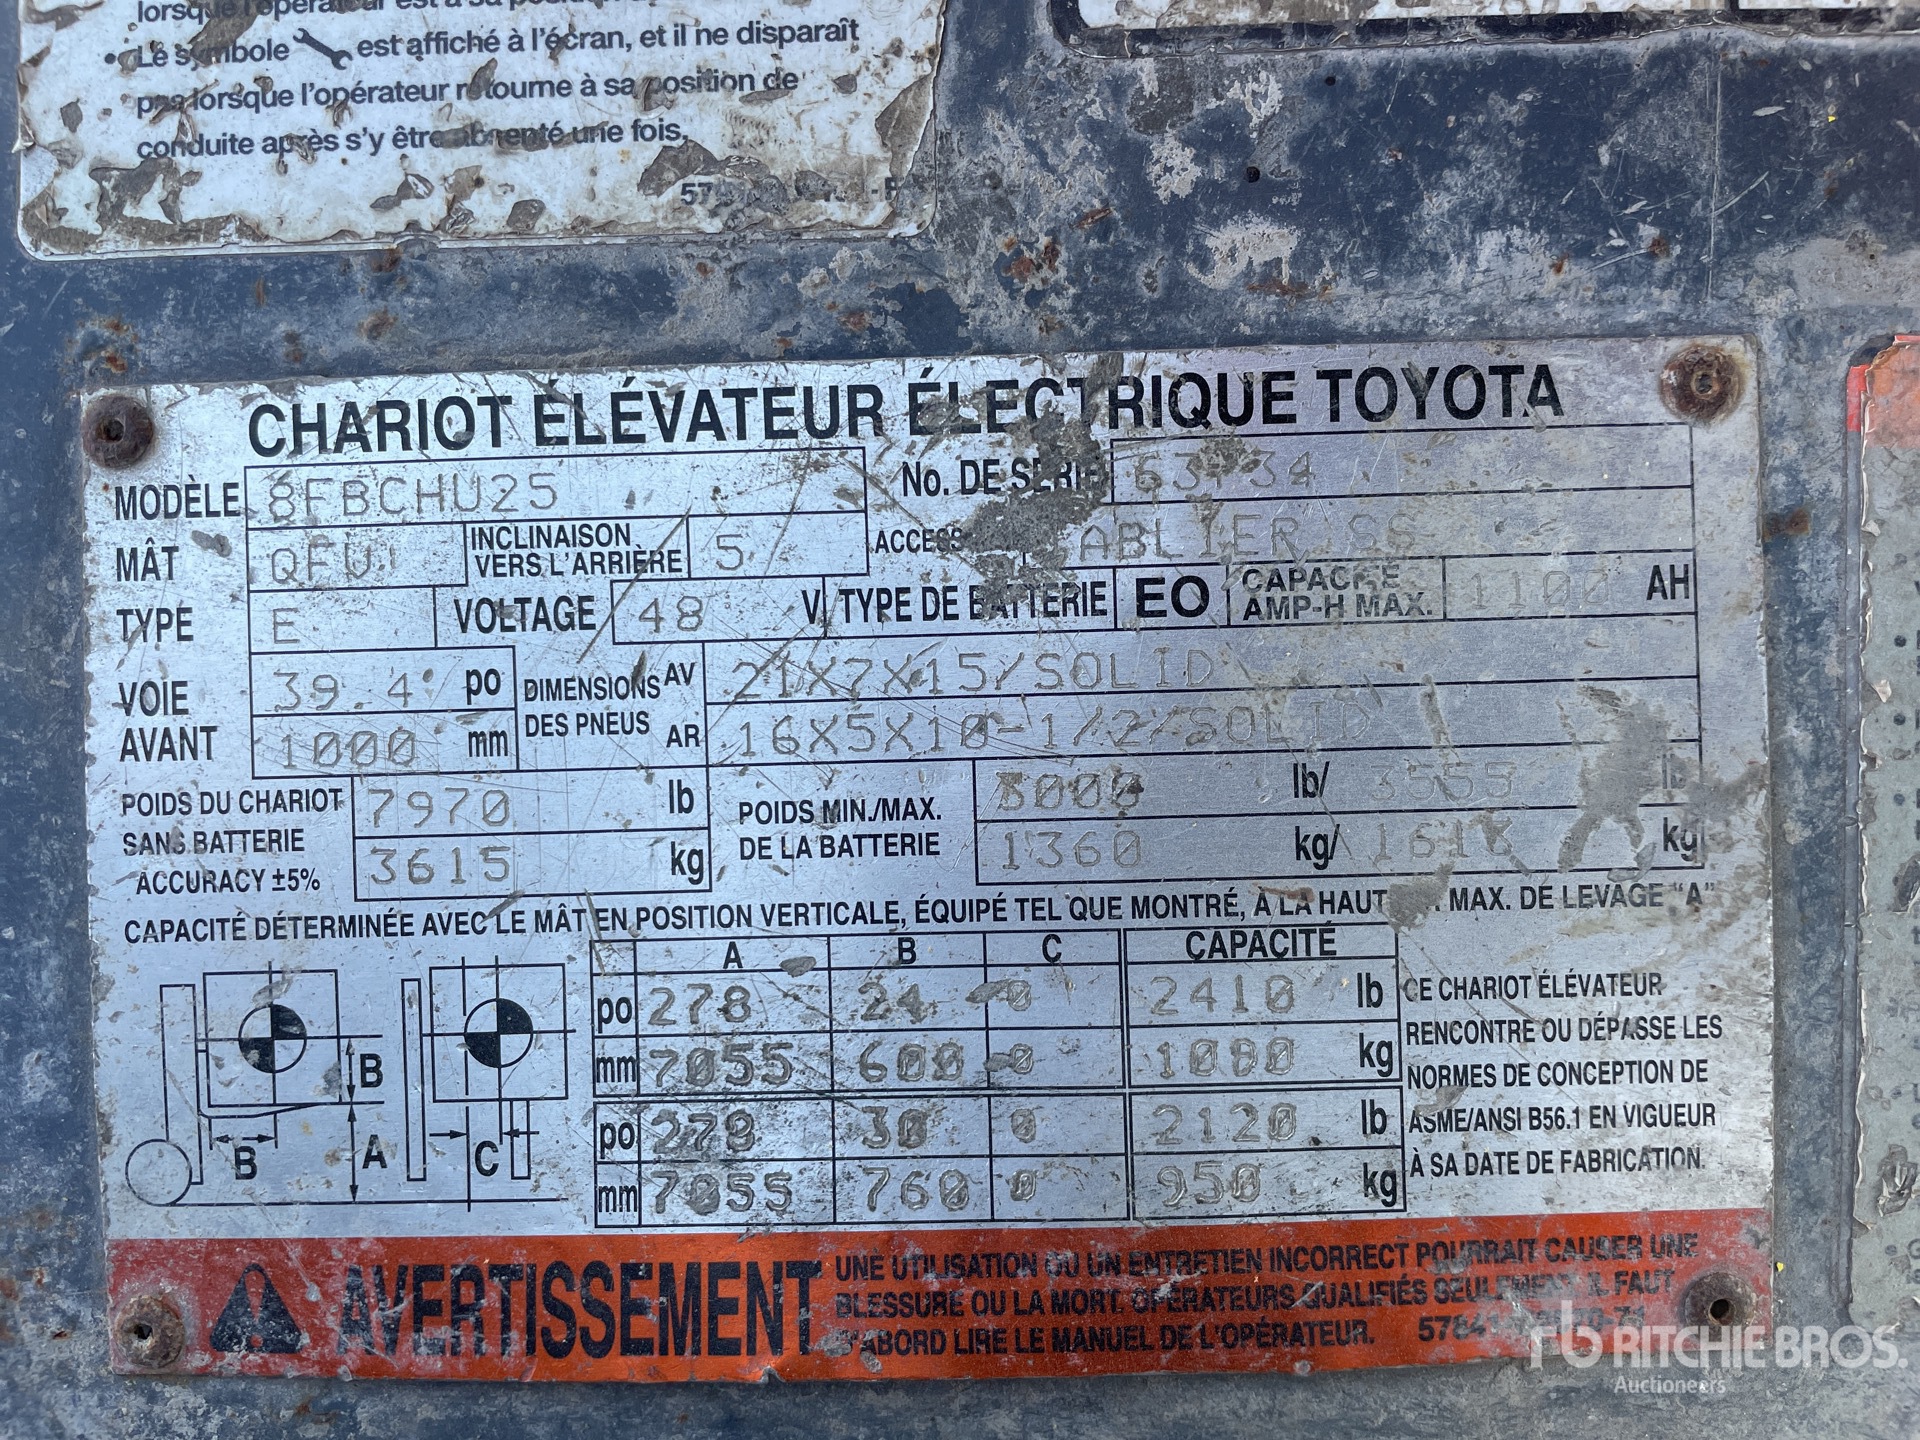 lorsque l'opérateur est à sa position
• Le symbole est affiché à l'écran, et il ne disparaît
pas lorsque l'opérateur retourne à sa position de
conduite après s'y être absenté une fois.
CHARIOT ÉLÉVATEUR ÉLECTRIQUE TOYOTA
MODÈLE 8FBCHU25 No. DE SÉRIE
MÂT QFU INCLINAISON VERS L'ARRIÈRE 5 SS
TYPE E VOLTAGE 48 V TYPE DE BATTERIE EO CAPACITÉ AMP-H MAX. 1100 AH
VOIE AVANT 39.4 po
1000 mm
DIMENSIONS DES PNEUS AV 21X7X15/SOLID
AR 16X5X10-1/2/SOLID
POIDS DU CHARIOT SANS BATTERIE ACCURACY ±5% 7970 lb
3615 kg
POIDS MIN./MAX. DE LA BATTERIE 3000 lb/ 3555 lb
1360 kg/ kg
CAPACITÉ DÉTERMINÉE AVEC LE MÂT EN POSITION VERTICALE, ÉQUIPÉ TEL QUE MONTRÉ, À LA MAX. DE LEVAGE "A"
B A B C
A B C CAPACITÉ
po 278 24 0 2410 lb
mm 7055 600 0 1090 kg
po 278 30 0 2120 lb
mm 7055 760 0 950 kg
CE CHARIOT ÉLÉVATEUR
RENCONTRE OU DÉPASSE LES
NORMES DE CONCEPTION DE
ASME/ANSI B56.1 EN VIGUEUR
À SA DATE DE FABRICATION.
AVERTISSEMENT
UNE UTILISATION OU UN ENTRETIEN INCORRECT POURRAIT CAUSER UNE
BLESSURE OU LA MORT. OPÉRATEURS QUALIFIÉS SEULEMENT. IL FAUT
D'ABORD LIRE LE MANUEL DE L'OPÉRATEUR.
rb RITCHIE BROS.
Auctioneers